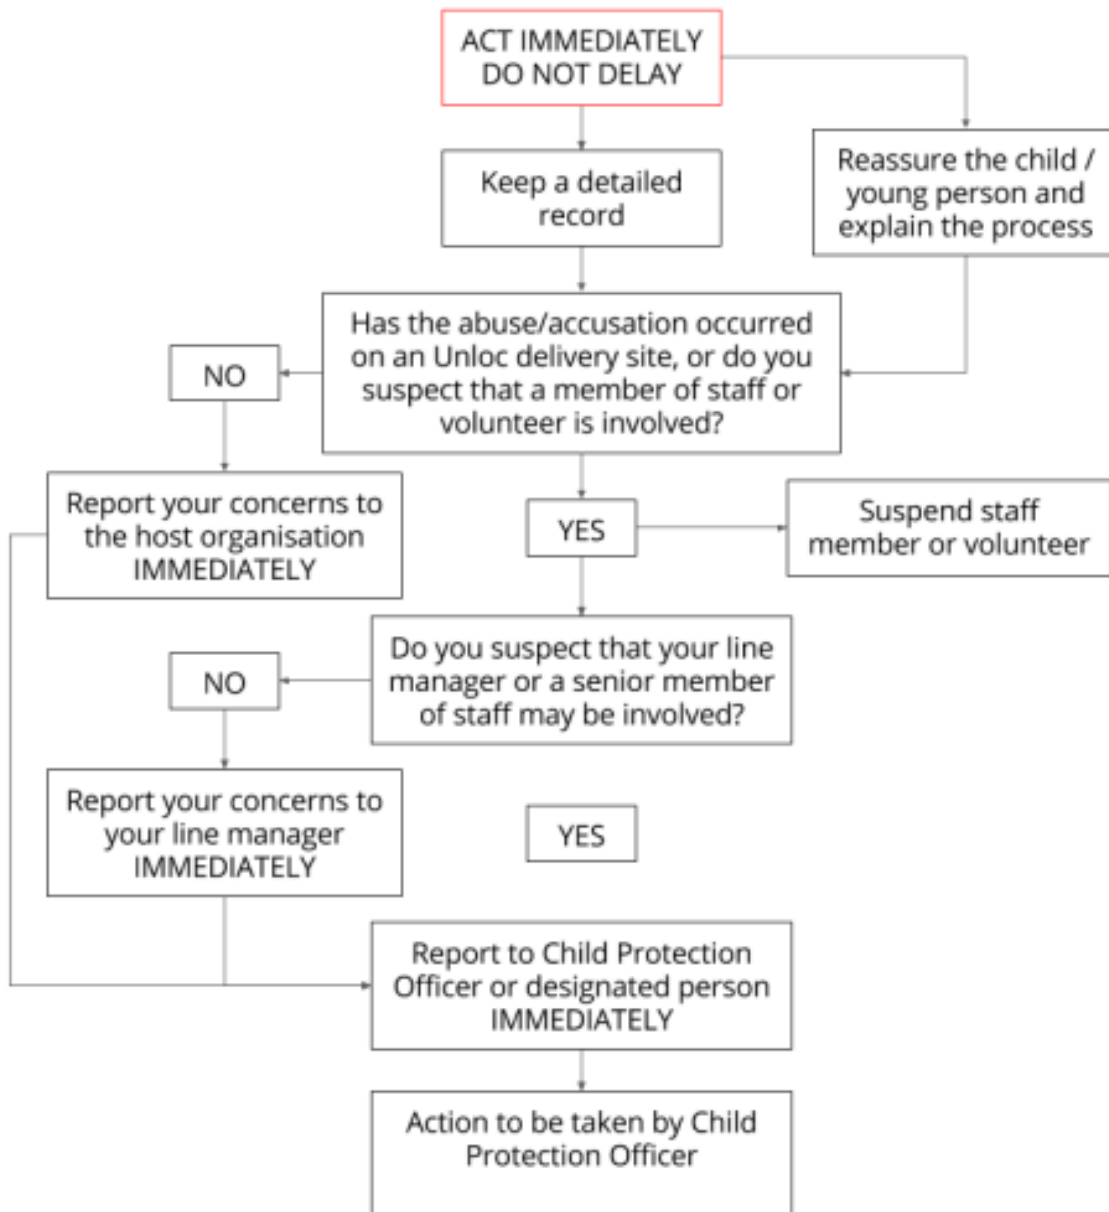 ACT IMMEDIATELY
DO NOT DELAY
Keep a detailed
record
Reassure the child /
young person and
explain the process
Has the abuse/accusation occurred
on an Unloc delivery site, or do you
suspect that a member of staff or
volunteer is involved?
NO
Report your concerns to
the host organisation
IMMEDIATELY
YES
Suspend staff
member or volunteer
Do you suspect that your line
manager or a senior member
of staff may be involved?
NO
Report your concerns to
your line manager
IMMEDIATELY
YES
Report to Child Protection
Officer or designated person
IMMEDIATELY
Action to be taken by Child
Protection Officer